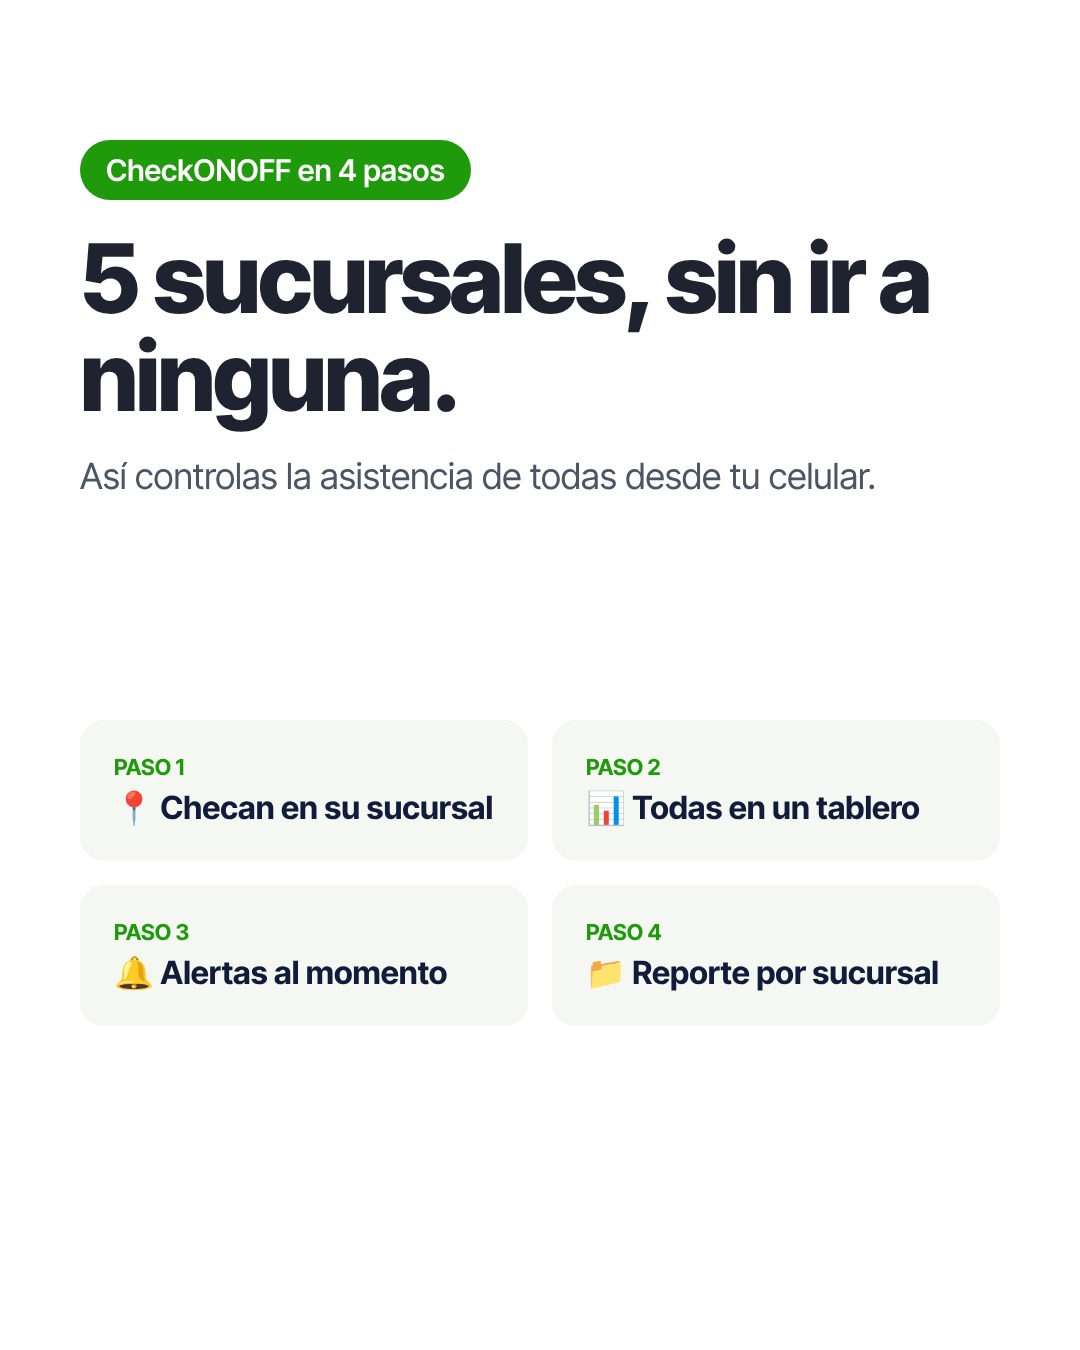 CheckONOFF en 4 pasos
5 sucursales, sin ir a
ninguna.
Así controlas la asistencia de todas desde tu celular.
PASO 1
📍 Checan en su sucursal
PASO 2
📊 Todas en un tablero
PASO 3
🔔 Alertas al momento
PASO 4
📁 Reporte por sucursal